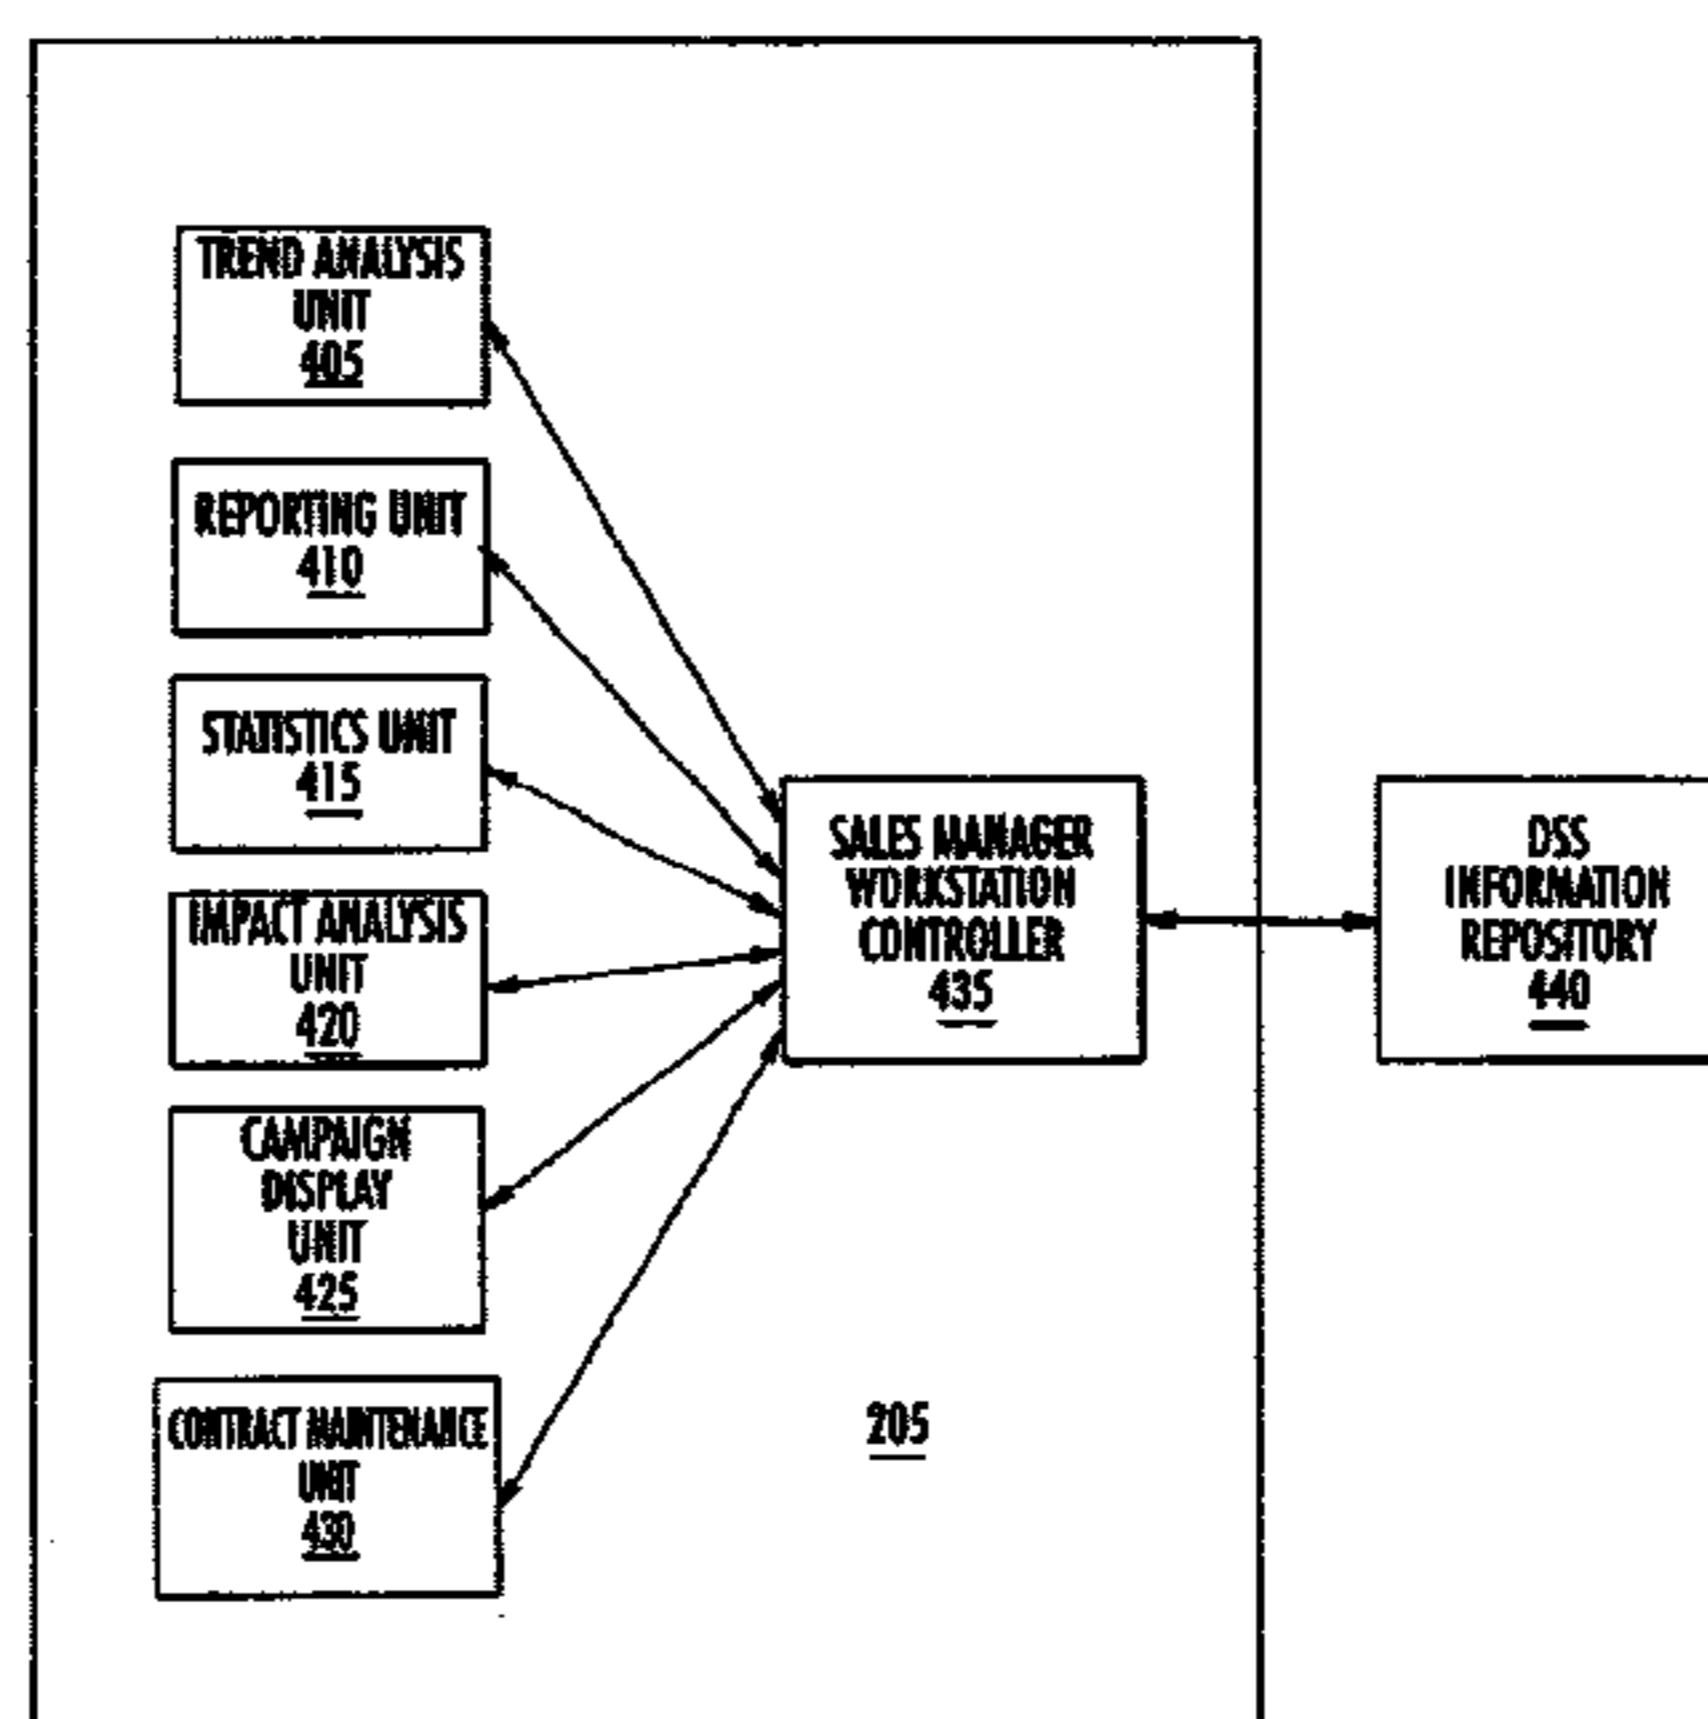 TREND ANALYSIS
UNIT
405
REPORTING UNIT
410
STATISTICS UNIT
415
IMPACT ANALYSIS
UNIT
420
CAMPAIGN
DISPLAY
UNIT
425
CONTRACT MAINTENANCE
UNIT
430
SALES MANAGER
WORKSTATION
CONTROLLER
435
205
DSS
INFORMATION
REPOSITORY
440